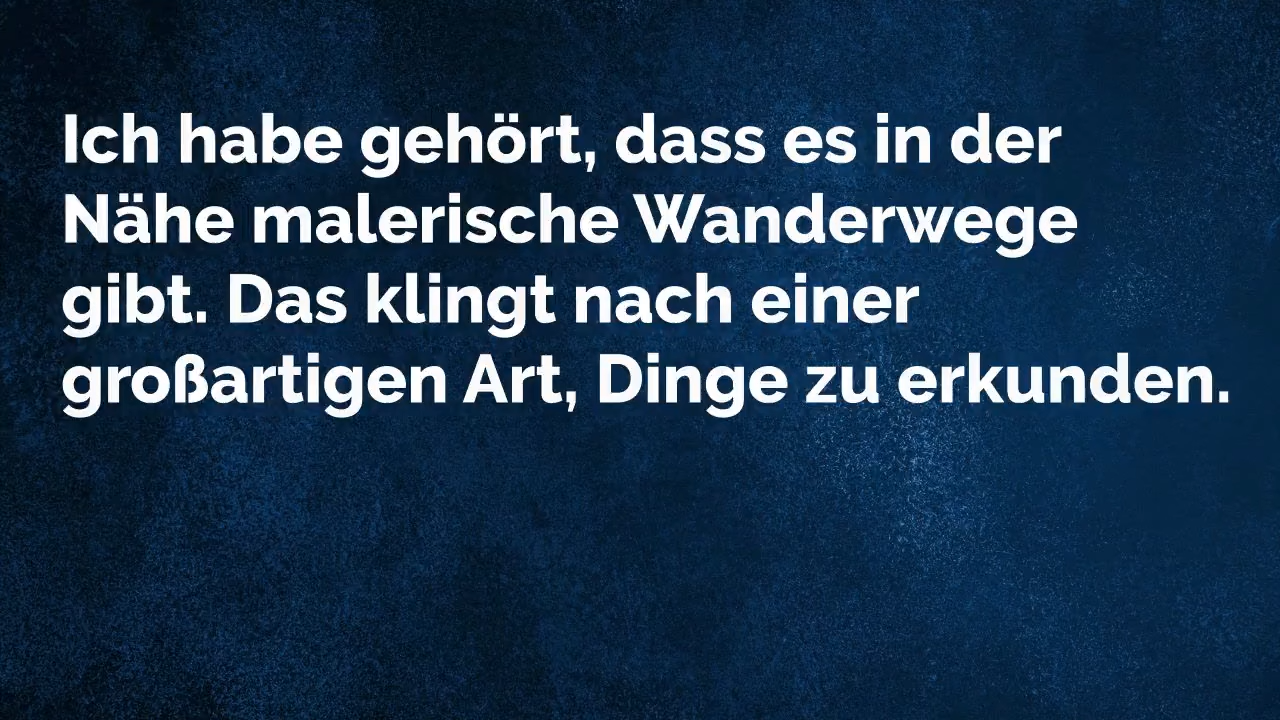 Ich habe gehört, dass es in der
Nähe malerische Wanderwege
gibt. Das klingt nach einer
großartigen Art, Dinge zu erkunden.